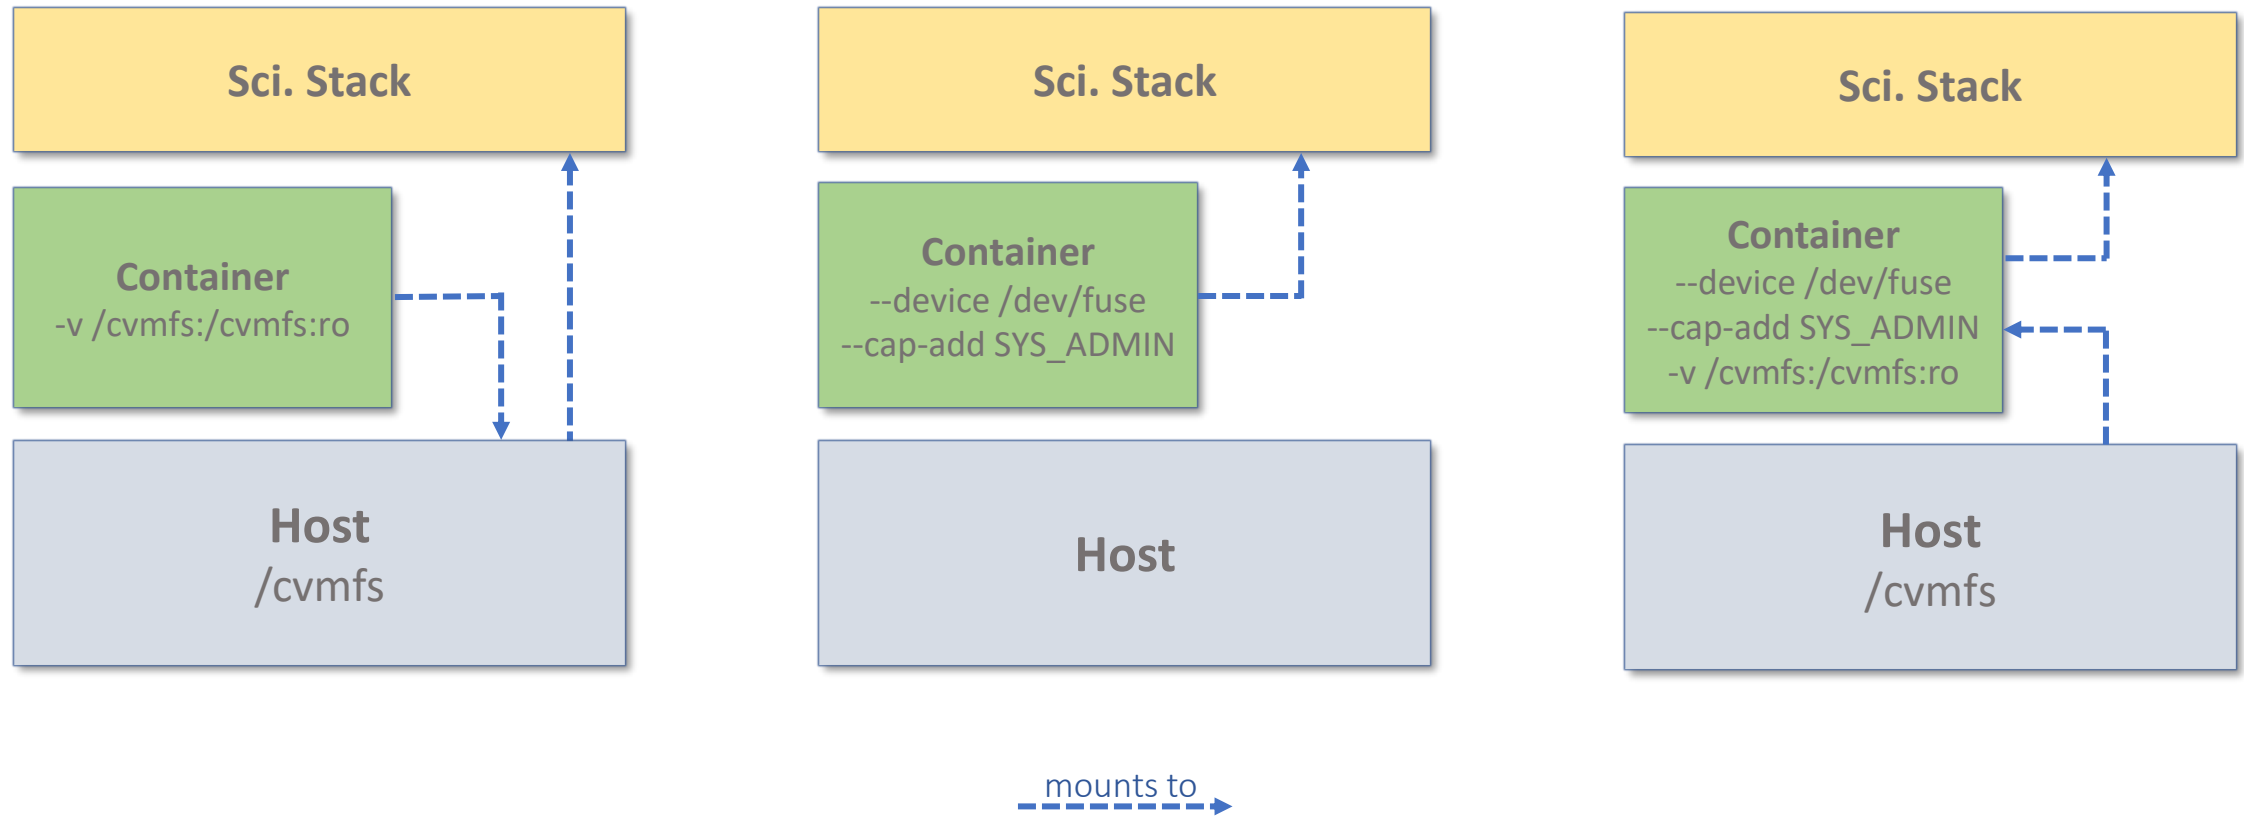 Sci. Stack
Container
-v /cvmfs:/cvmfs:ro
Host
/cvmfs
Sci. Stack
Container
--device /dev/fuse
--cap-add SYS_ADMIN
Host
Sci. Stack
Container
--device /dev/fuse
--cap-add SYS_ADMIN
-v /cvmfs:/cvmfs:ro
Host
/cvmfs
mounts to